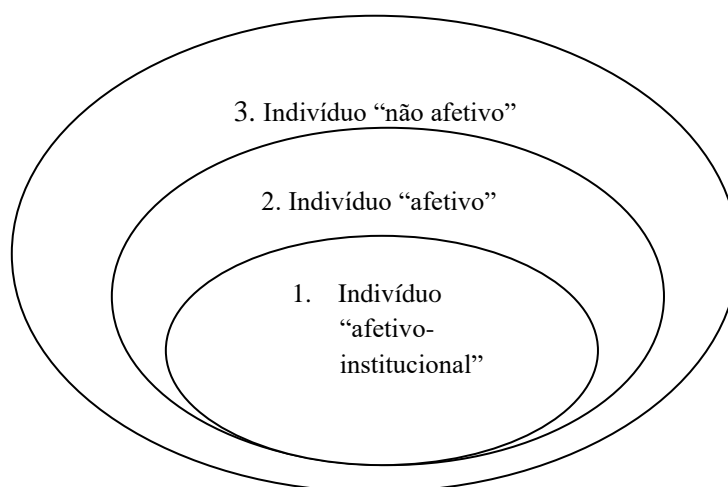 3. Indivíduo “não afetivo”
2. Indivíduo “afetivo”
1. Indivíduo
“afetivo-
institucional”